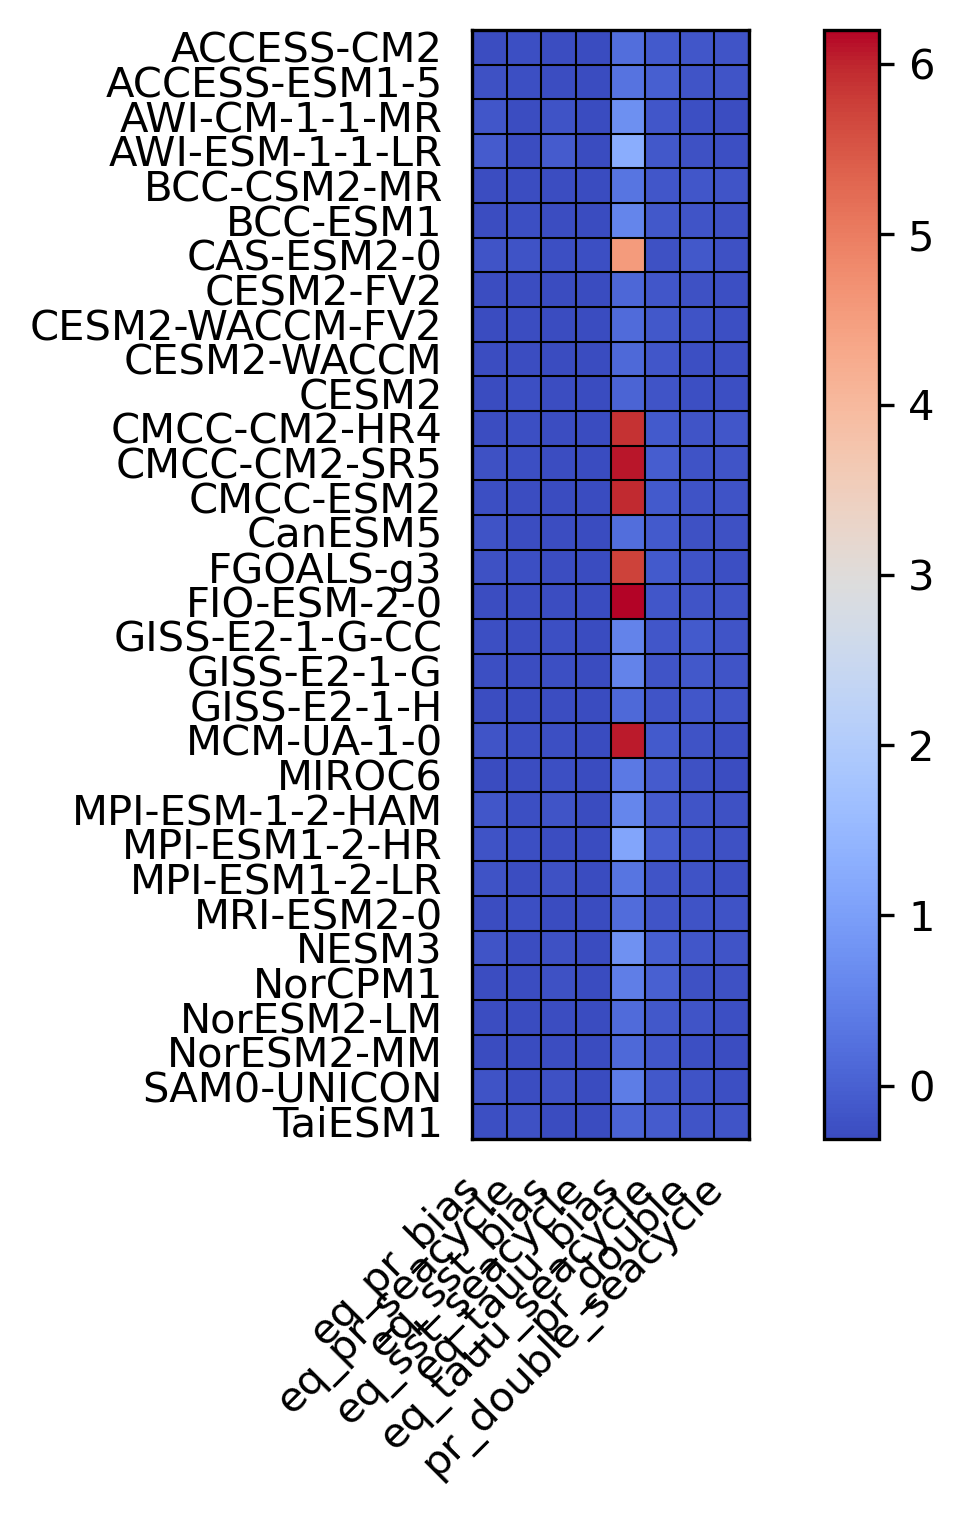 ACCESS-CM2
ACCESS-ESM1-5
AWI-CM-1-1-MR
AWI-ESM-1-1-LR
BCC-CSM2-MR
BCC-ESM1
CAS-ESM2-0
CESM2-FV2
CESM2-WACCM-FV2
CESM2-WACCM
CESM2
CMCC-CM2-HR4
CMCC-CM2-SR5
CMCC-ESM2
CanESM5
FGOALS-g3
FIO-ESM-2-0
GISS-E2-1-G-CC
GISS-E2-1-G
GISS-E2-1-H
MCM-UA-1-0
MIROC6
MPI-ESM-1-2-HAM
MPI-ESM1-2-HR
MPI-ESM1-2-LR
MRI-ESM2-0
NESM3
NorCPM1
NorESM2-LM
NorESM2-MM
SAM0-UNICON
TaiESM1
eq_pr_bias
eq_pr_seacycle
eq_sst_bias
eq_sst_seacycle
eq_tauu_bias
eq_tauu_seacycle
pr_double
pr_double_seacycle
6
5
4
3
2
1
0